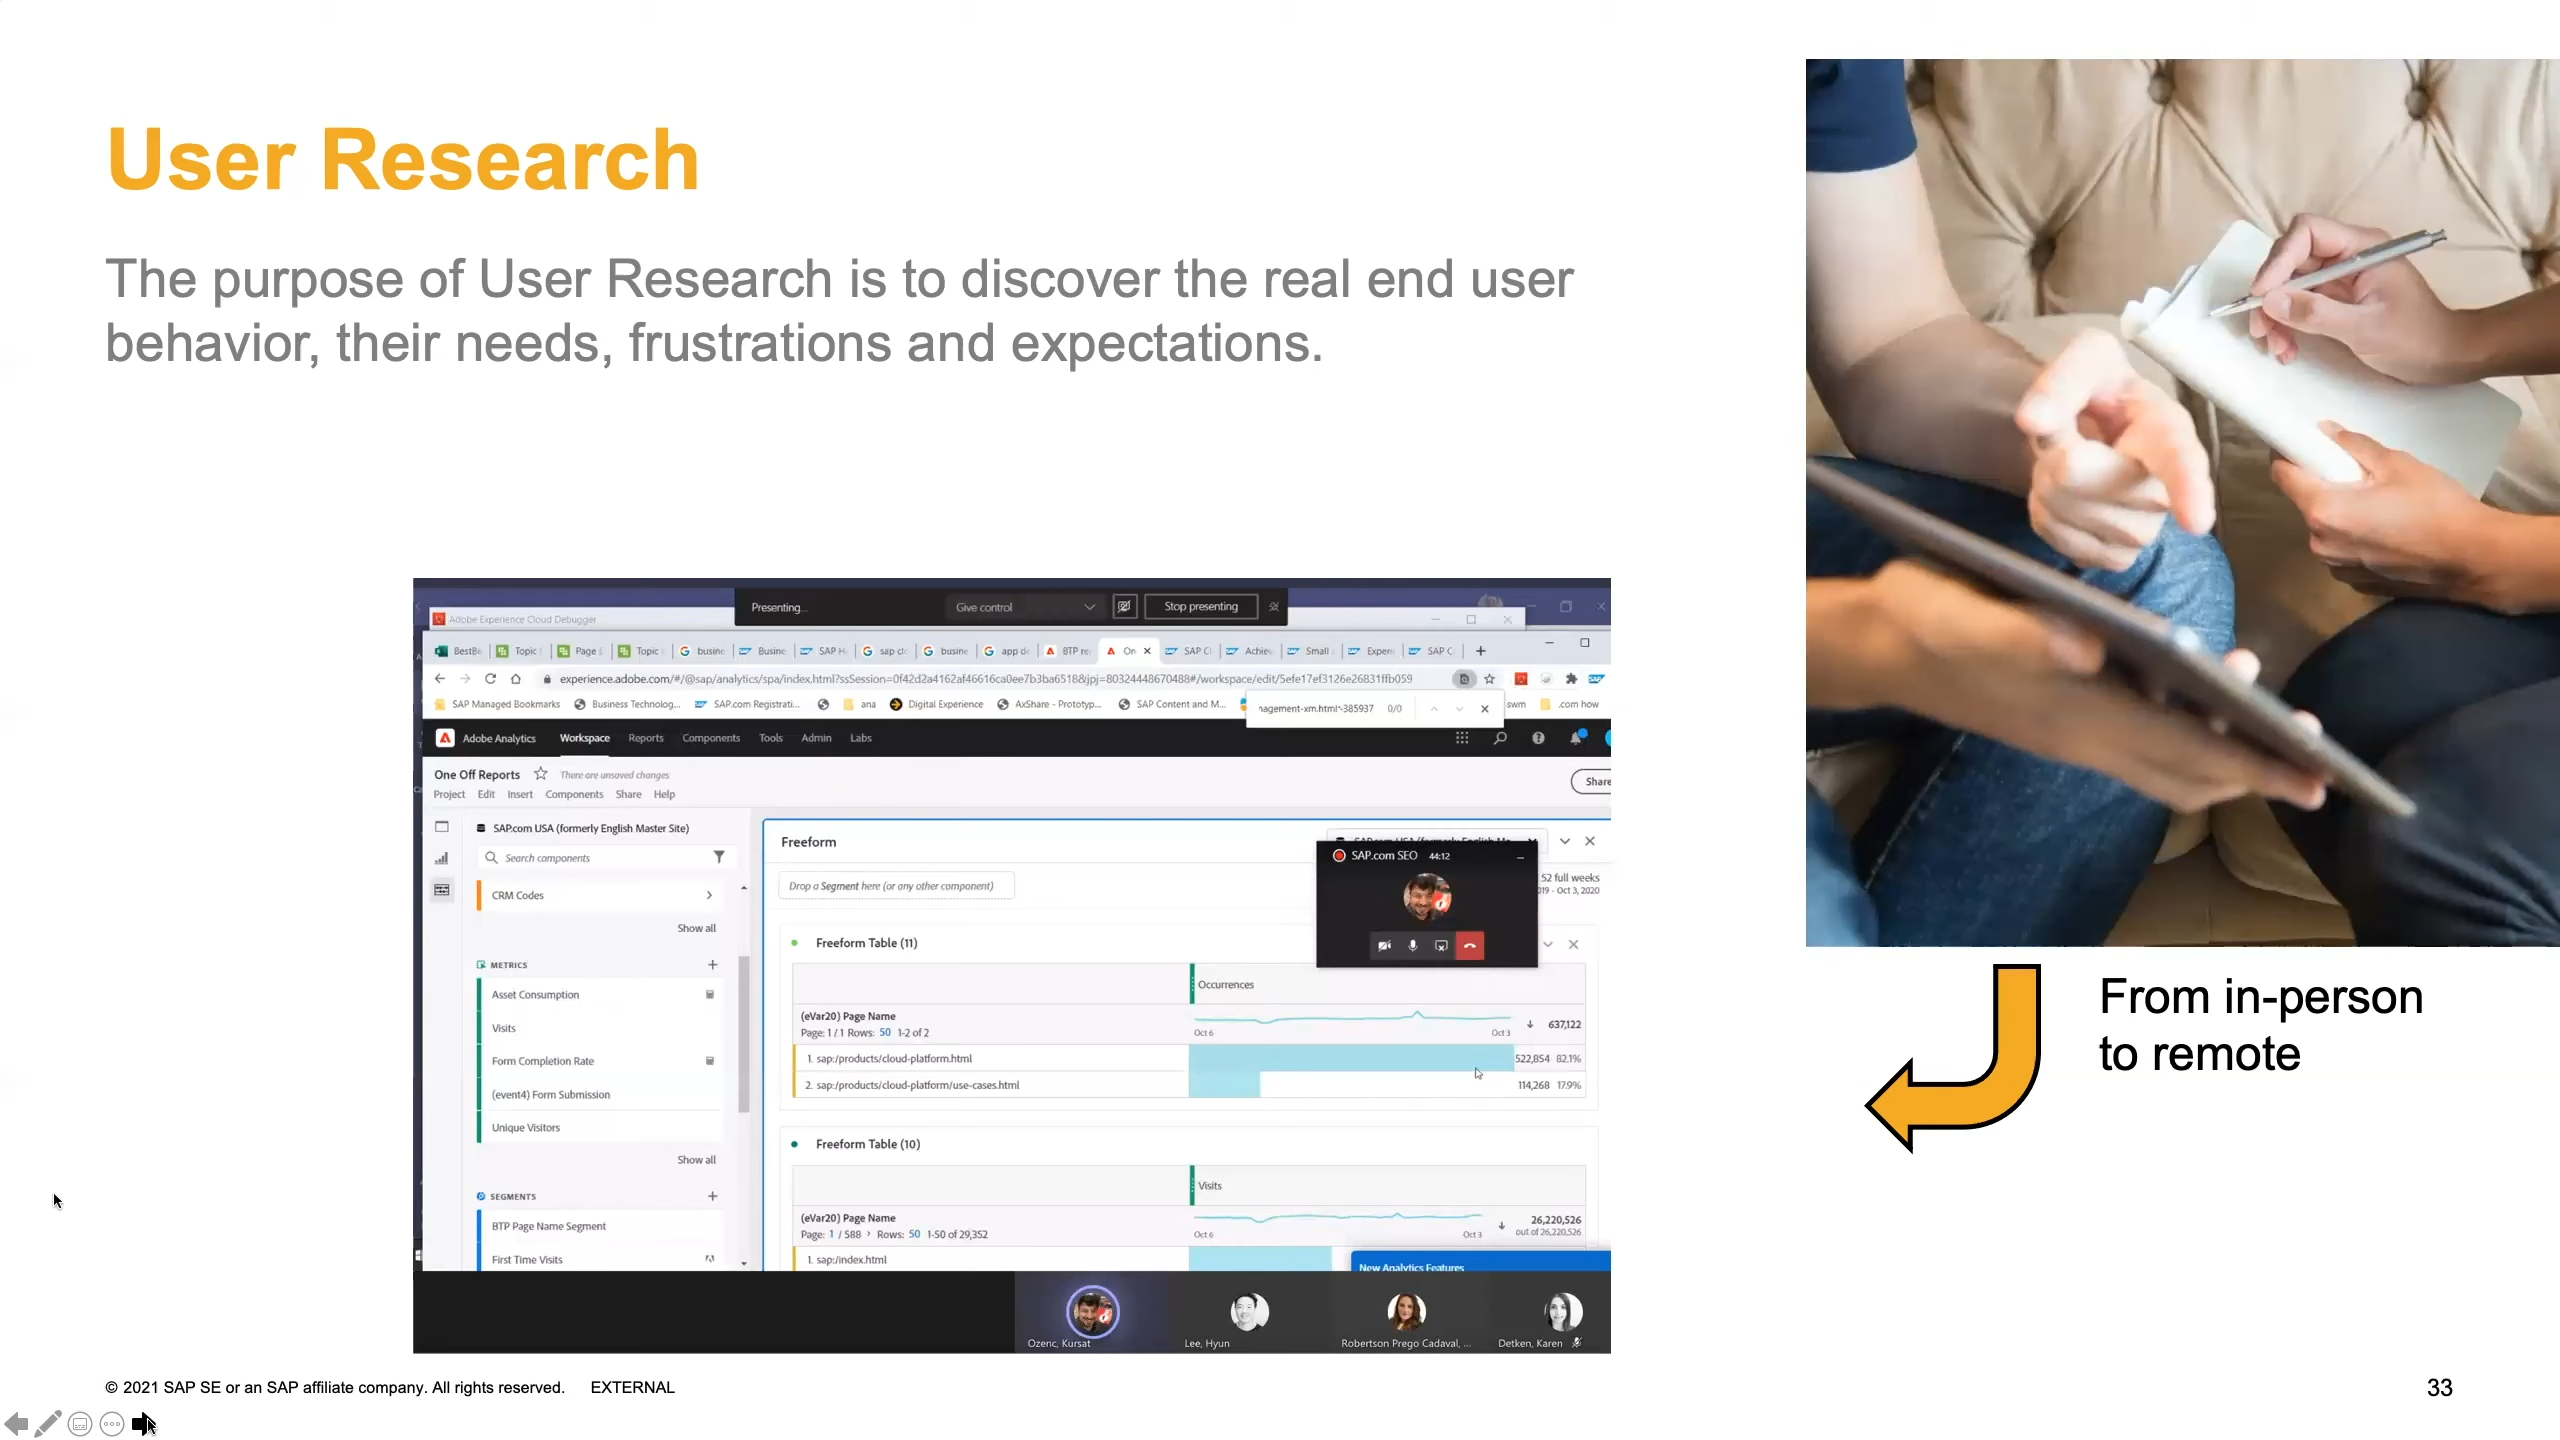 User Research
The purpose of User Research is to discover the real end user
behavior, their needs, frustrations and expectations.
Adobe Experience Cloud Debugger
Presenting...
Give control
Stop presenting
BestB
Topic
Page
Topic
busine
Busine
SAP H
sap cl
busine
app de
BTP re
On
SAP C
Achie
Small
Exper
SAP C
experience.adobe.com/#/@sap/analytics/spa/index.html?ssSession=0f42d2a4162af46616ca0ee7b3ba6518&jpj=80324448670488#/workspace/edit/5efe17ef3126e26831ffb059
SAP Managed Bookmarks
Business Technolog...
SAP.com Registrati...
ana
Digital Experience
AxShare - Prototyp...
SAP Content and M...
nagement-xm.html*-385937 0/0
swm
.com how
Adobe Analytics Workspace Reports Components Tools Admin Labs
One Off Reports There are unsaved changes
Share
Project Edit Insert Components Share Help
SAP.com USA (formerly English Master Site)
Search components
CRM Codes
Show all
METRICS
Asset Consumption
Visits
Form Completion Rate
(event4) Form Submission
Unique Visitors
Show all
SEGMENTS
BTP Page Name Segment
First Time Visits
Freeform
Drop a Segment here (or any other component)
52 full weeks
019 - Oct 3, 2020
SAP.com SEO 44:12
Freeform Table (11)
Occurrences
(eVar20) Page Name
Page: 1 / 1 Rows: 50 1-2 of 2
Oct 6
Oct 3
637,122
1. sap:/products/cloud-platform.html
522,854 82.1%
2. sap:/products/cloud-platform/use-cases.html
114,268 17.9%
Freeform Table (10)
Visits
(eVar20) Page Name
Page: 1 / 588 > Rows: 50 1-50 of 29,352
Oct 6
Oct 3
26,220,526
out of 26,220,526
1. sap:/index.html
New Analytics Features
Ozenc, Kursat
Lee, Hyun
Robertson Prego Cadaval, ...
Detken, Karen
From in-person
to remote
© 2021 SAP SE or an SAP affiliate company. All rights reserved. EXTERNAL
33